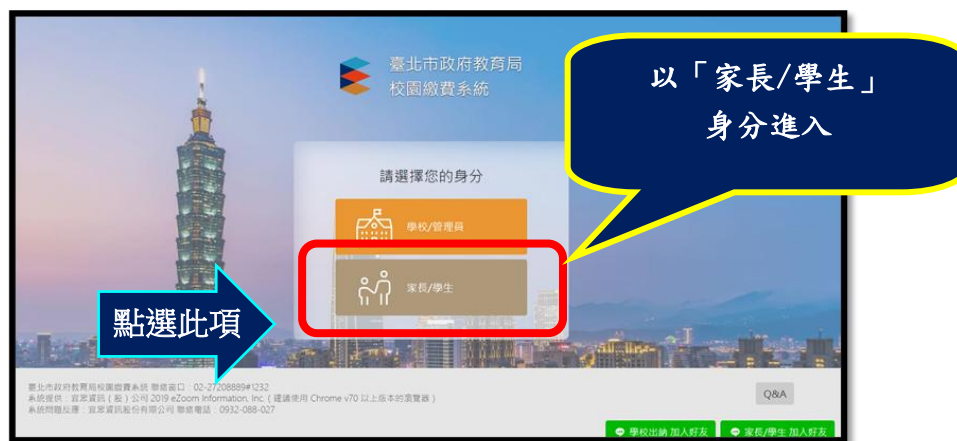 臺北市政府教育局
校園繳費系統
以「家長/學生」
身分進入
請選擇您的身分
學校/管理員
家長/學生
點選此項
臺北市政府教育局校園繳費系統 聯絡窗口：02-27208889#1232
系統提供：宜眾資訊（股）公司 2019 eZoom Information, Inc.（建議使用 Chrome v70 以上版本的瀏覽器）
系統問題反應：宜眾資訊股份有限公司 聯絡電話：0932-088-027
Q&A
學校出納 加入好友
家長/學生 加入好友